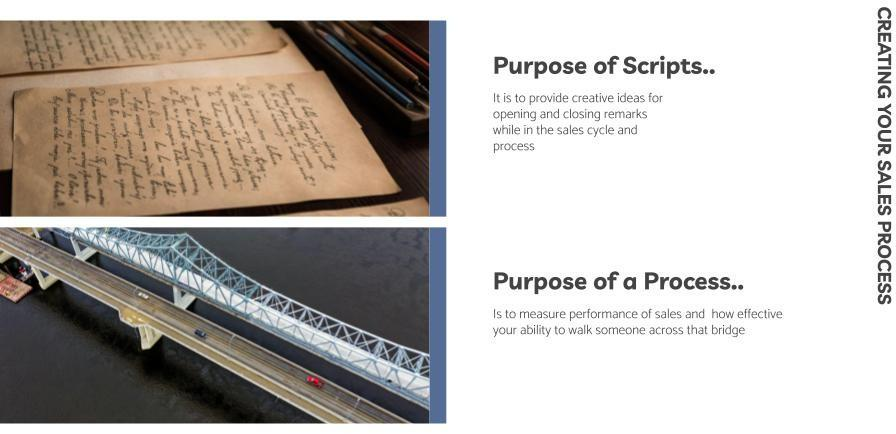 Purpose of Scripts..
It is to provide creative ideas for
opening and closing remarks
while in the sales cycle and
process
Purpose of a Process..
Is to measure performance of sales and  how effective
your ability to walk someone across that bridge
CREATING YOUR SALES PROCESS